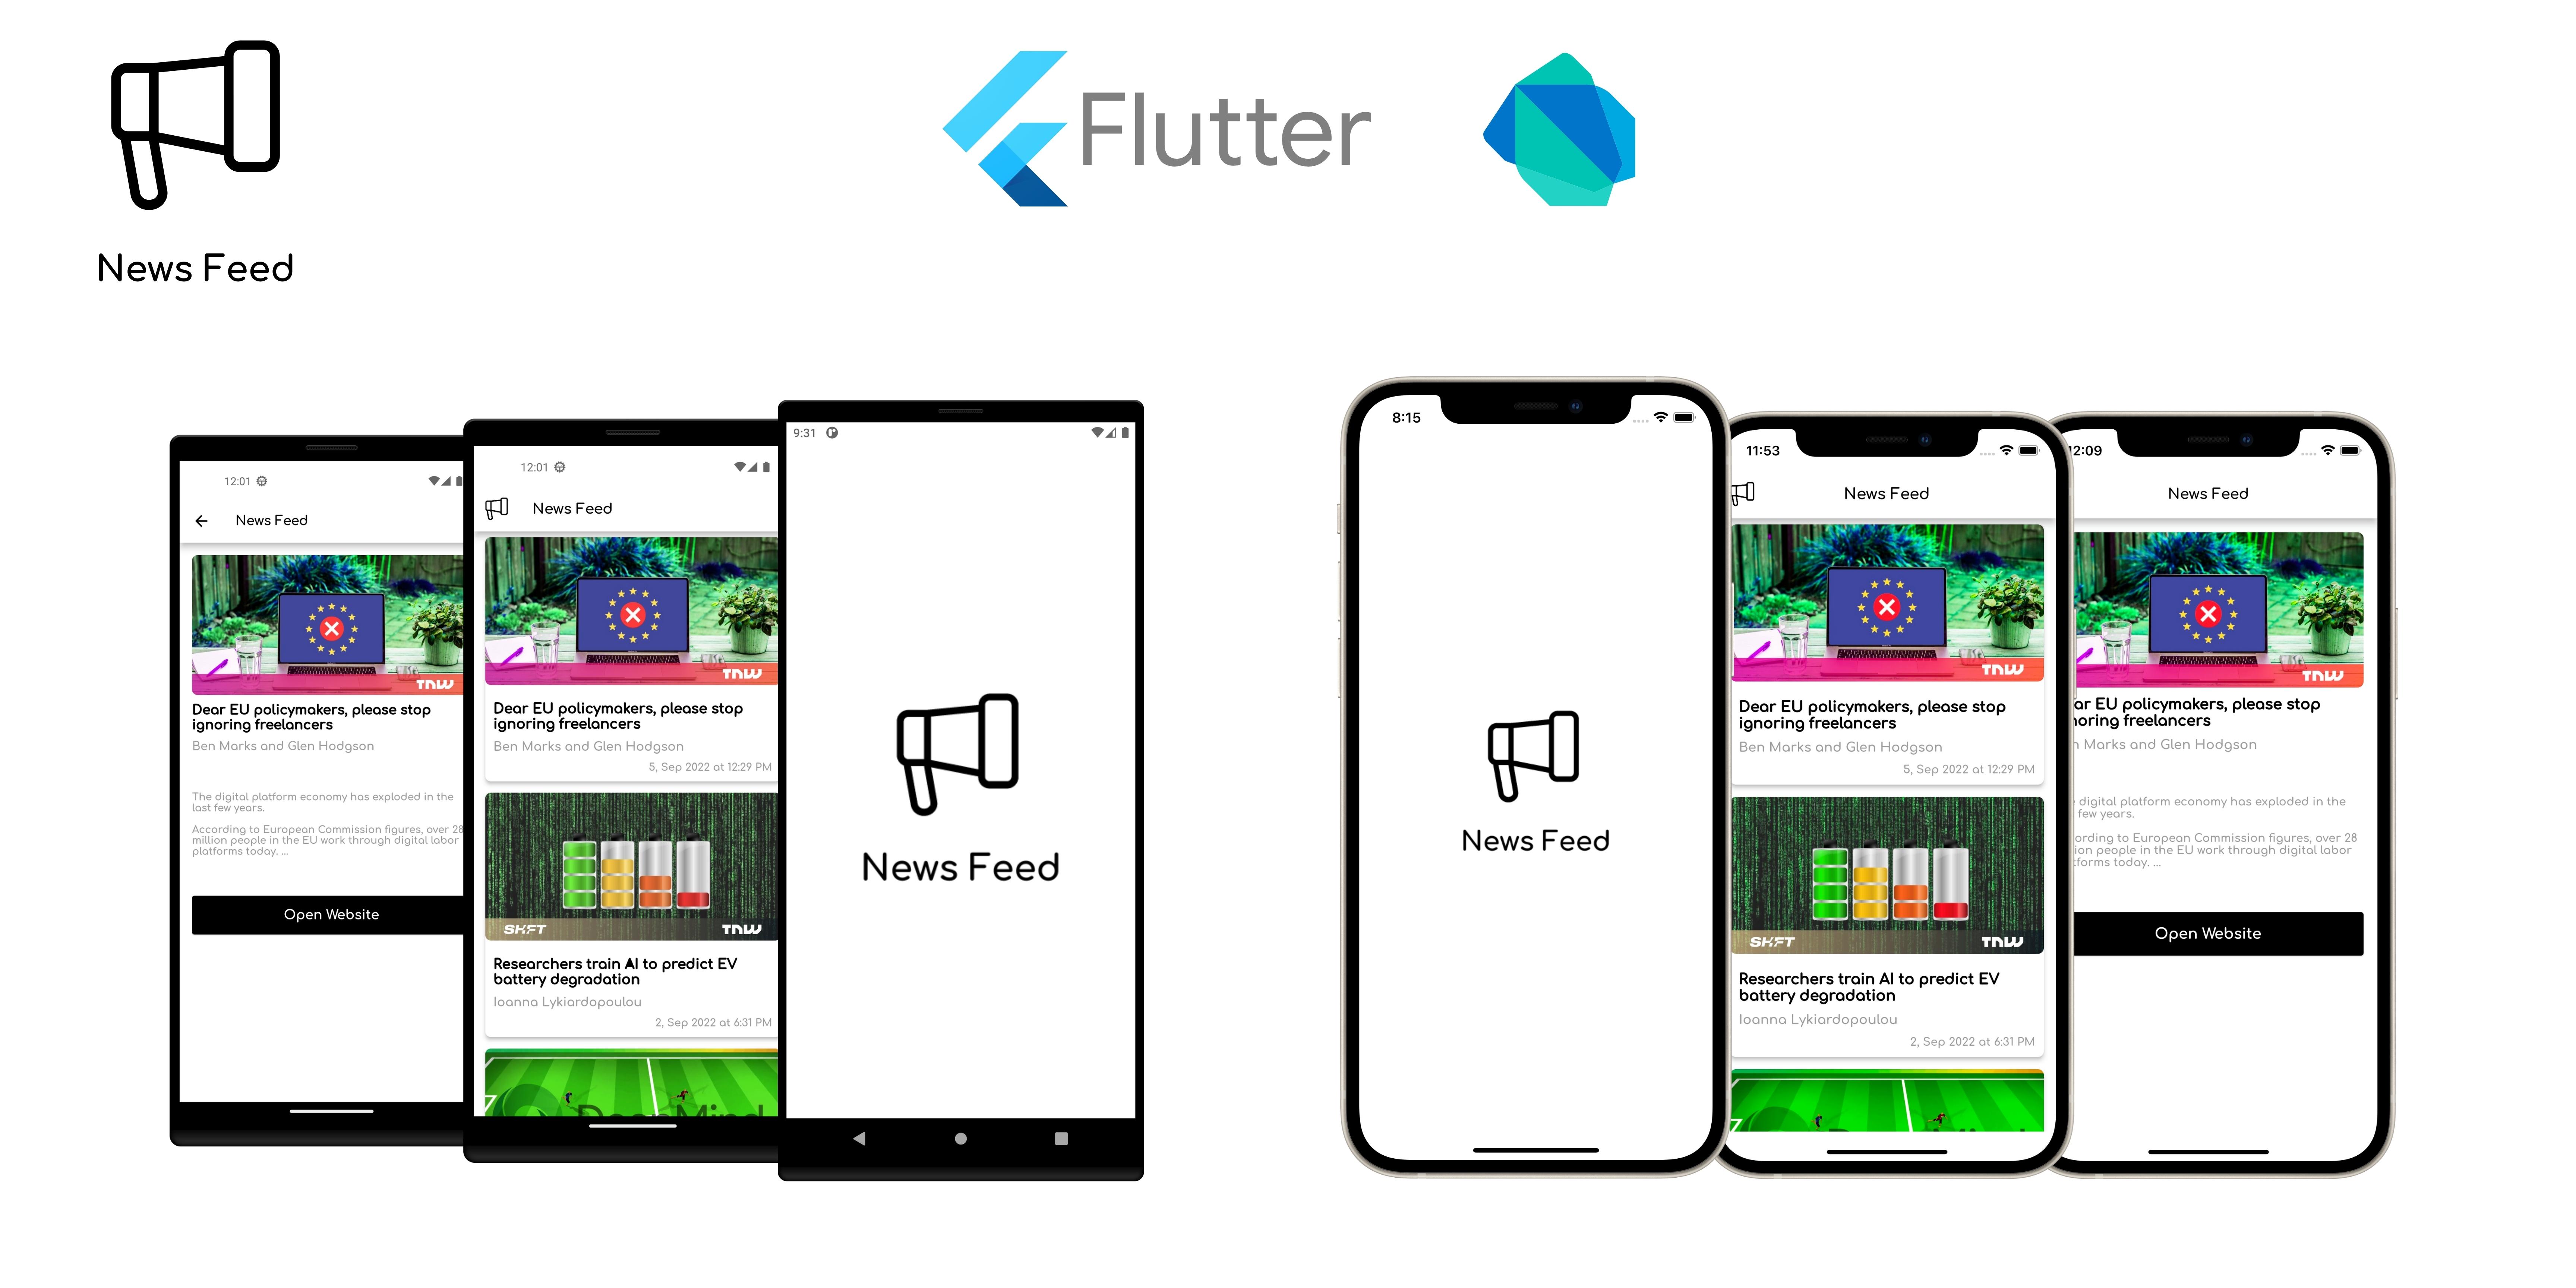 Flutter
News Feed
12:01
News Feed
TNW
Dear EU policymakers, please stop
ignoring freelancers
Ben Marks and Glen Hodgson
The digital platform economy has exploded in the
last few years.
According to European Commission figures, over 28
million people in the EU work through digital labor
platforms today. ...
Open Website
12:01
News Feed
TNW
Dear EU policymakers, please stop
ignoring freelancers
Ben Marks and Glen Hodgson
5, Sep 2022 at 12:29 PM
SHIFT
TNW
Researchers train AI to predict EV
battery degradation
Ioanna Lykiardopoulou
2, Sep 2022 at 6:31 PM
DeepMind
9:31
News Feed
8:15
News Feed
11:53
News Feed
TNW
Dear EU policymakers, please stop
ignoring freelancers
Ben Marks and Glen Hodgson
5, Sep 2022 at 12:29 PM
SHIFT
TNW
Researchers train AI to predict EV
battery degradation
Ioanna Lykiardopoulou
2, Sep 2022 at 6:31 PM
12:09
News Feed
TNW
ar EU policymakers, please stop
noring freelancers
n Marks and Glen Hodgson
digital platform economy has exploded in the
few years.
ording to European Commission figures, over 28
ion people in the EU work through digital labor
tforms today. ...
Open Website